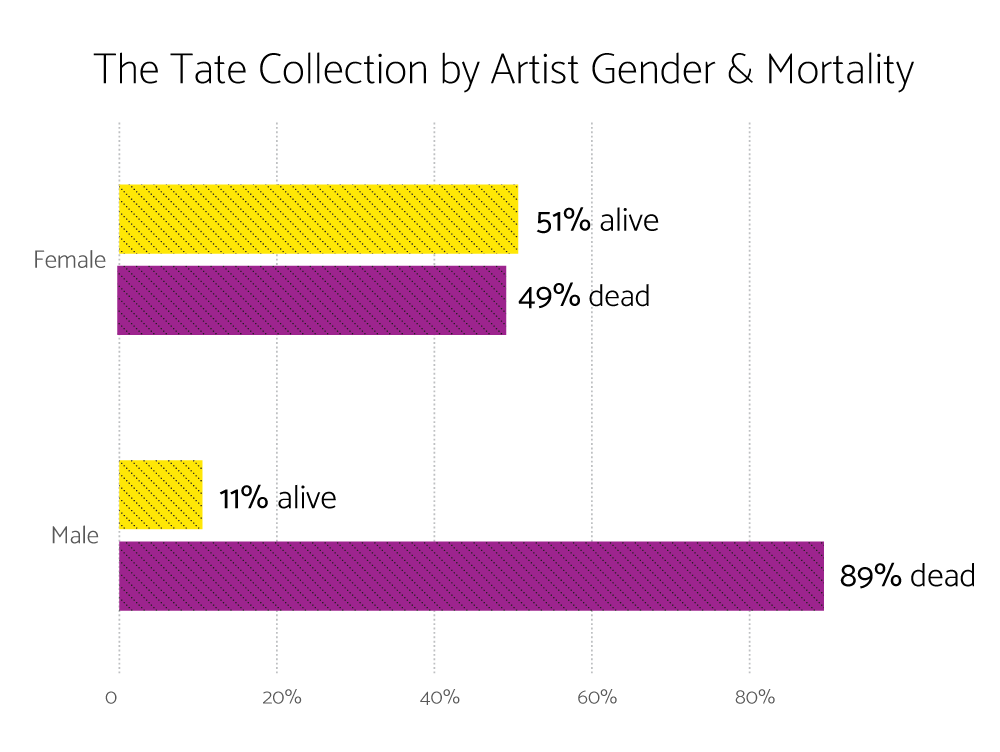 The Tate Collection by Artist Gender & Mortality
51% alive
Female
49% dead
11% alive
Male
89% dead
0 20% 40% 60% 80%